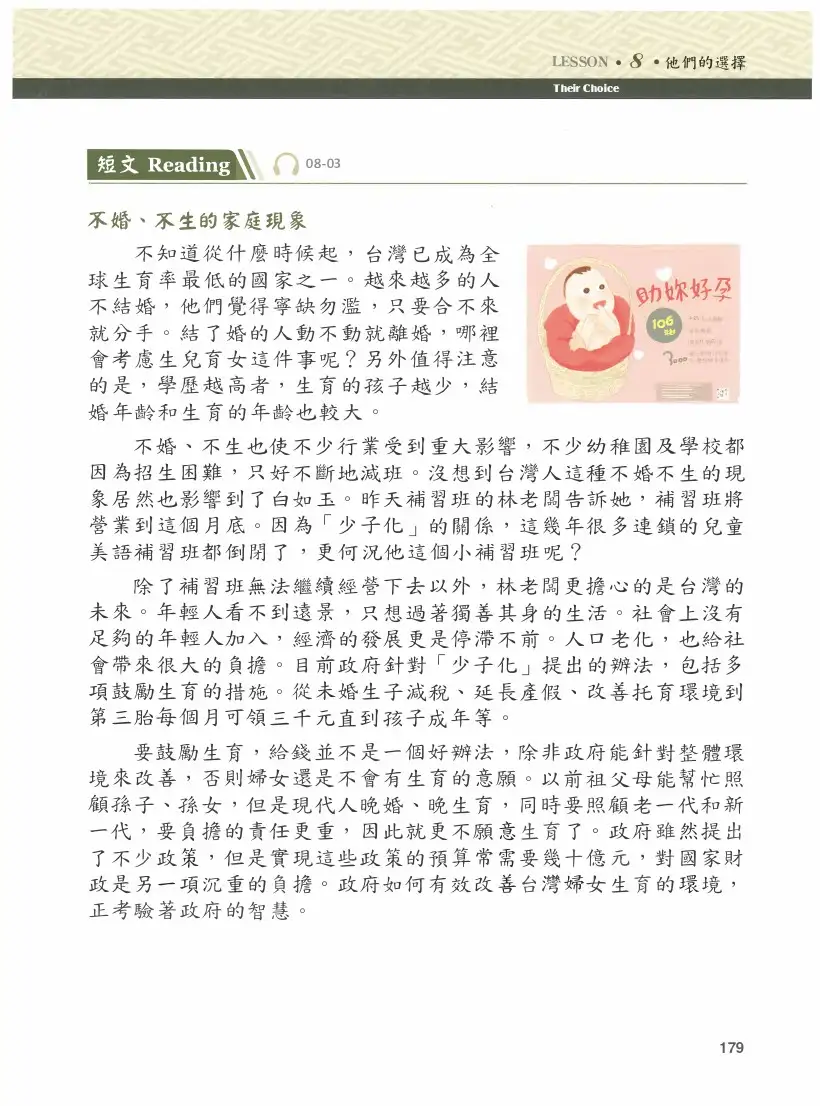 LESSON • 8 • 他們的選擇
Their Choice
短文 Reading 08-03
不婚、不生的家庭現象
不知道從什麼時候起，台灣已成為全
球生育率最低的國家之一。越來越多的人
不結婚，他們覺得寧缺勿濫，只要合不來
就分手。結了婚的人動不動就離婚，哪裡
會考慮生兒育女這件事呢？另外值得注意
的是，學歷越高者，生育的孩子越少，結
婚年齡和生育的年齡也較大。
助妳好孕
106
3000
不婚、不生也使不少行業受到重大影響，不少幼稚園及學校都
因為招生困難，只好不斷地減班。沒想到台灣人這種不婚不生的現
象居然也影響到了白如玉。昨天補習班的林老闆告訴她，補習班將
營業到這個月底。因為「少子化」的關係，這幾年很多連鎖的兒童
美語補習班都倒閉了，更何況他這個小補習班呢？
除了補習班無法繼續經營下去以外，林老闆更擔心的是台灣的
未來。年輕人看不到遠景，只想過著獨善其身的生活。社會上沒有
足夠的年輕人加入，經濟的發展更是停滯不前。人口老化，也給社
會帶來很大的負擔。目前政府針對「少子化」提出的辦法，包括多
項鼓勵生育的措施。從未婚生子減稅、延長產假、改善托育環境到
第三胎每個月可領三千元直到孩子成年等。
要鼓勵生育，給錢並不是一個好辦法，除非政府能針對整體環
境來改善，否則婦女還是不會有生育的意願。以前祖父母能幫忙照
顧孫子、孫女，但是現代人晚婚、晚生育，同時要照顧老一代和新
一代，要負擔的責任更重，因此就更不願意生育了。政府雖然提出
了不少政策，但是實現這些政策的預算常需要幾十億元，對國家財
政是另一項沉重的負擔。政府如何有效改善台灣婦女生育的環境，
正考驗著政府的智慧。
179